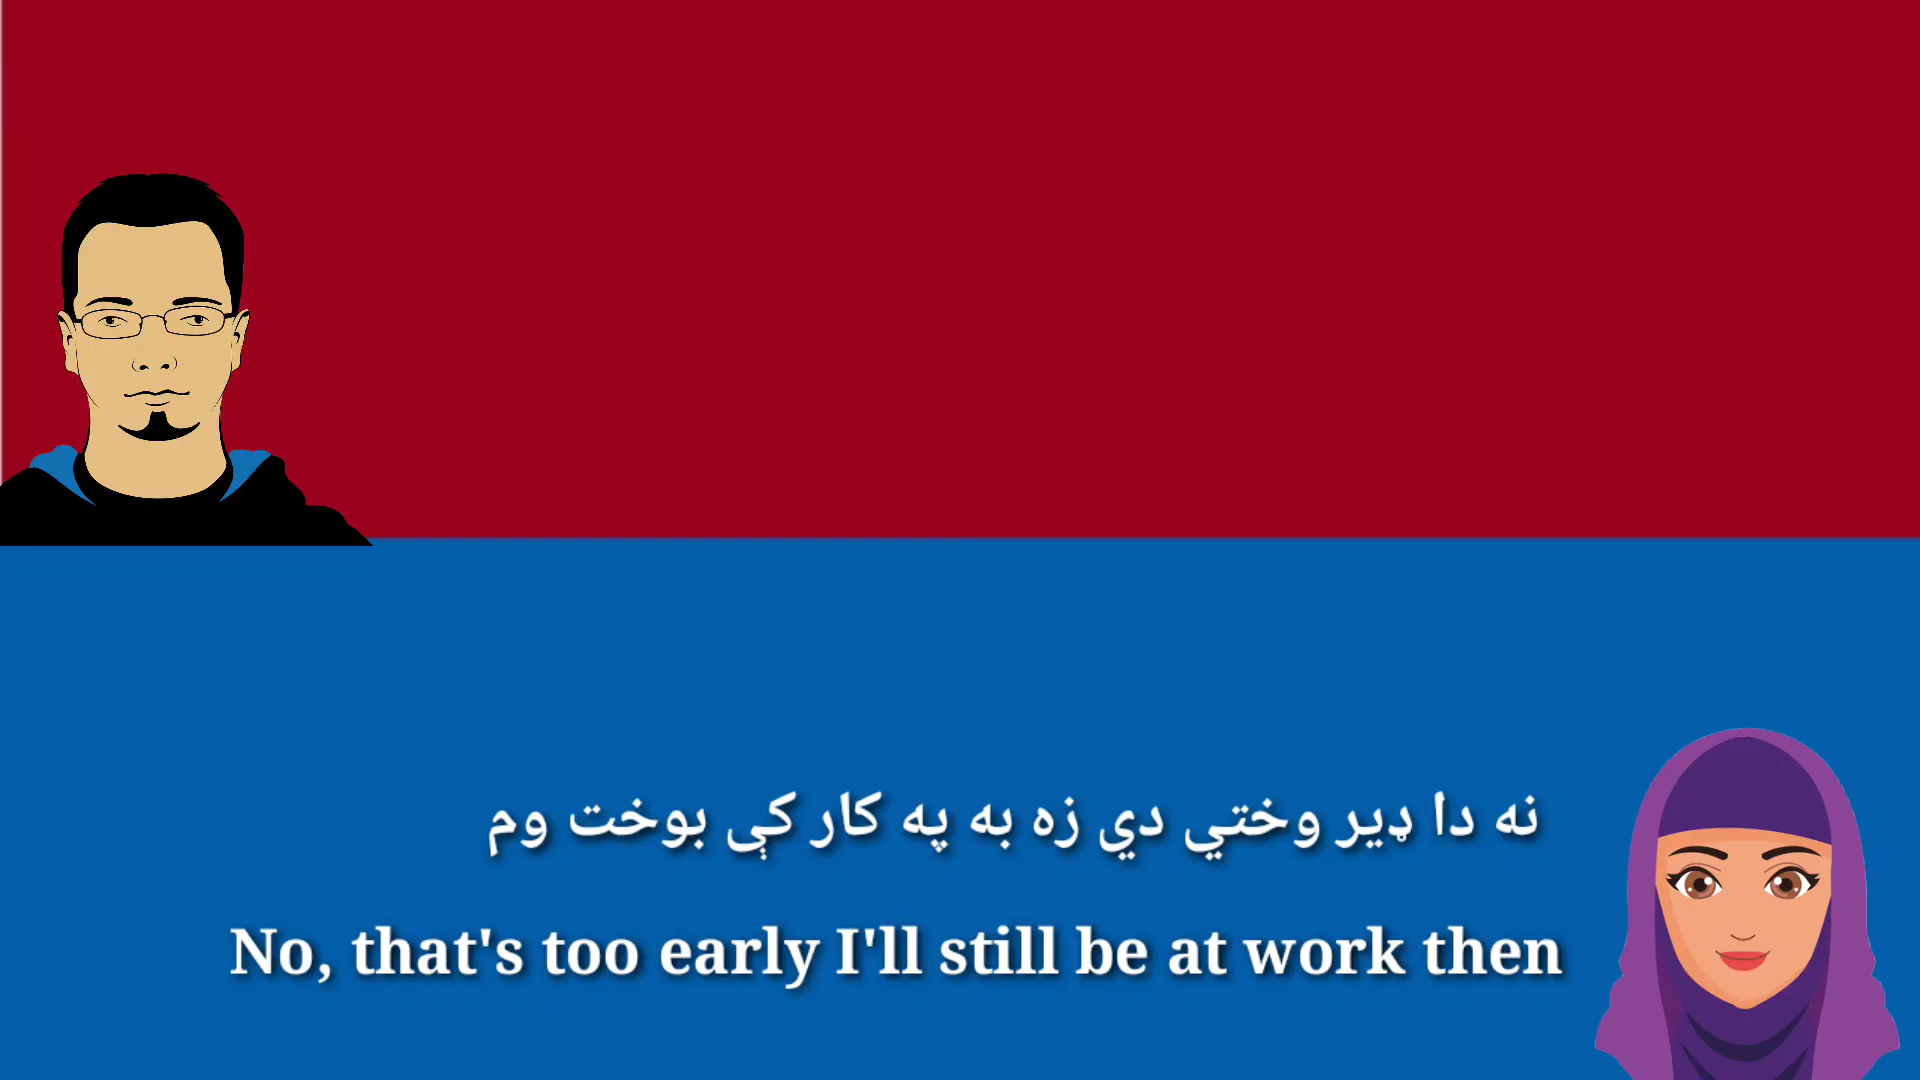 نه دا ډیر وختي دي زه به په کار کې بوخت وم
No, that's too early I'll still be at work then